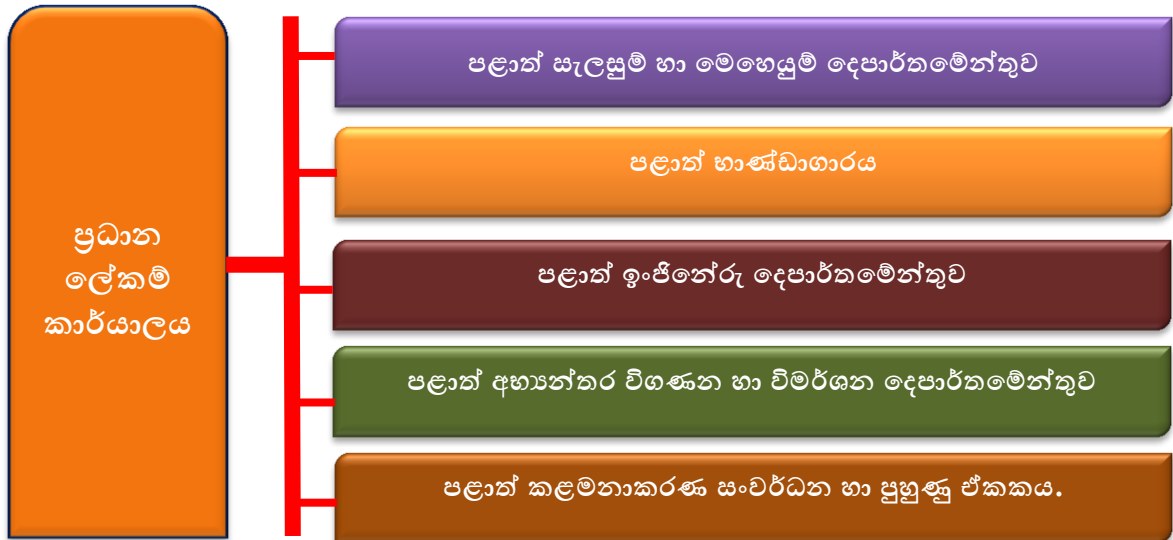 ප්‍රධාන
ලේකම්
කාර්යාලය
පළාත් සැලසුම් හා මෙහෙයුම් දෙපාර්තමේන්තුව
පළාත් භාණ්ඩාගාරය
පළාත් ඉංජිනේරු දෙපාර්තමේන්තුව
පළාත් අභ්‍යන්තර විගණන හා විමර්ශන දෙපාර්තමේන්තුව
පළාත් කළමනාකරණ සංවර්ධන හා පුහුණු ඒකකය.